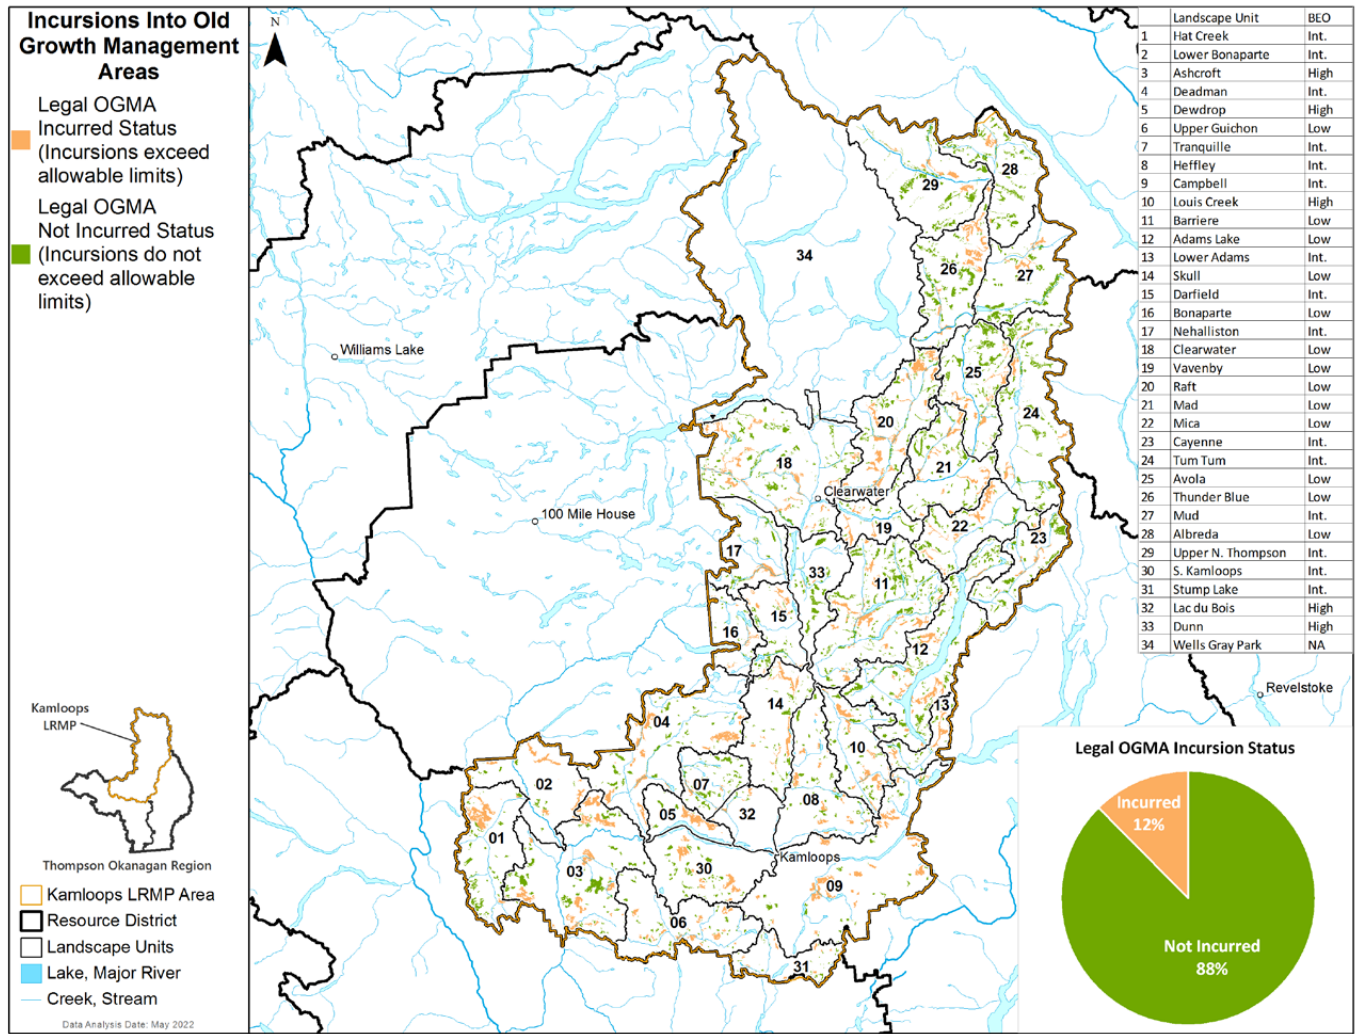 Incursions Into Old
Growth Management
Areas
Legal OGMA
Incurred Status
(Incursions exceed
allowable limits)
Legal OGMA
Not Incurred Status
(Incursions do not
exceed allowable
limits)
Kamloops
LRMP
Thompson Okanagan Region
Kamloops LRMP Area
Resource District
Landscape Units
Lake, Major River
Creek, Stream
Data Analysis Date: May 2022
N
29
28
34
26
27
Williams Lake
25
24
20
18
21
Clearwater
100 Mile House
19
22
23
17
33
11
15
16
12
14
13
04
10
02
07
08
05
32
01
Kamloops
03
30
09
06
31
Revelstoke
Landscape Unit BEO
1 Hat Creek Int.
2 Lower Bonaparte Int.
3 Ashcroft High
4 Deadman Int.
5 Dewdrop High
6 Upper Guichon Low
7 Tranquille Int.
8 Heffley Int.
9 Campbell Int.
10 Louis Creek High
11 Barriere Low
12 Adams Lake Low
13 Lower Adams Int.
14 Skull Low
15 Darfield Int.
16 Bonaparte Low
17 Nehalliston Int.
18 Clearwater Low
19 Vavenby Low
20 Raft Low
21 Mad Low
22 Mica Low
23 Cayenne Int.
24 Tum Tum Int.
25 Avola Low
26 Thunder Blue Low
27 Mud Int.
28 Albreda Low
29 Upper N. Thompson Int.
30 S. Kamloops Int.
31 Stump Lake Int.
32 Lac du Bois High
33 Dunn High
34 Wells Gray Park NA
Legal OGMA Incursion Status
Incurred
12%
Not Incurred
88%